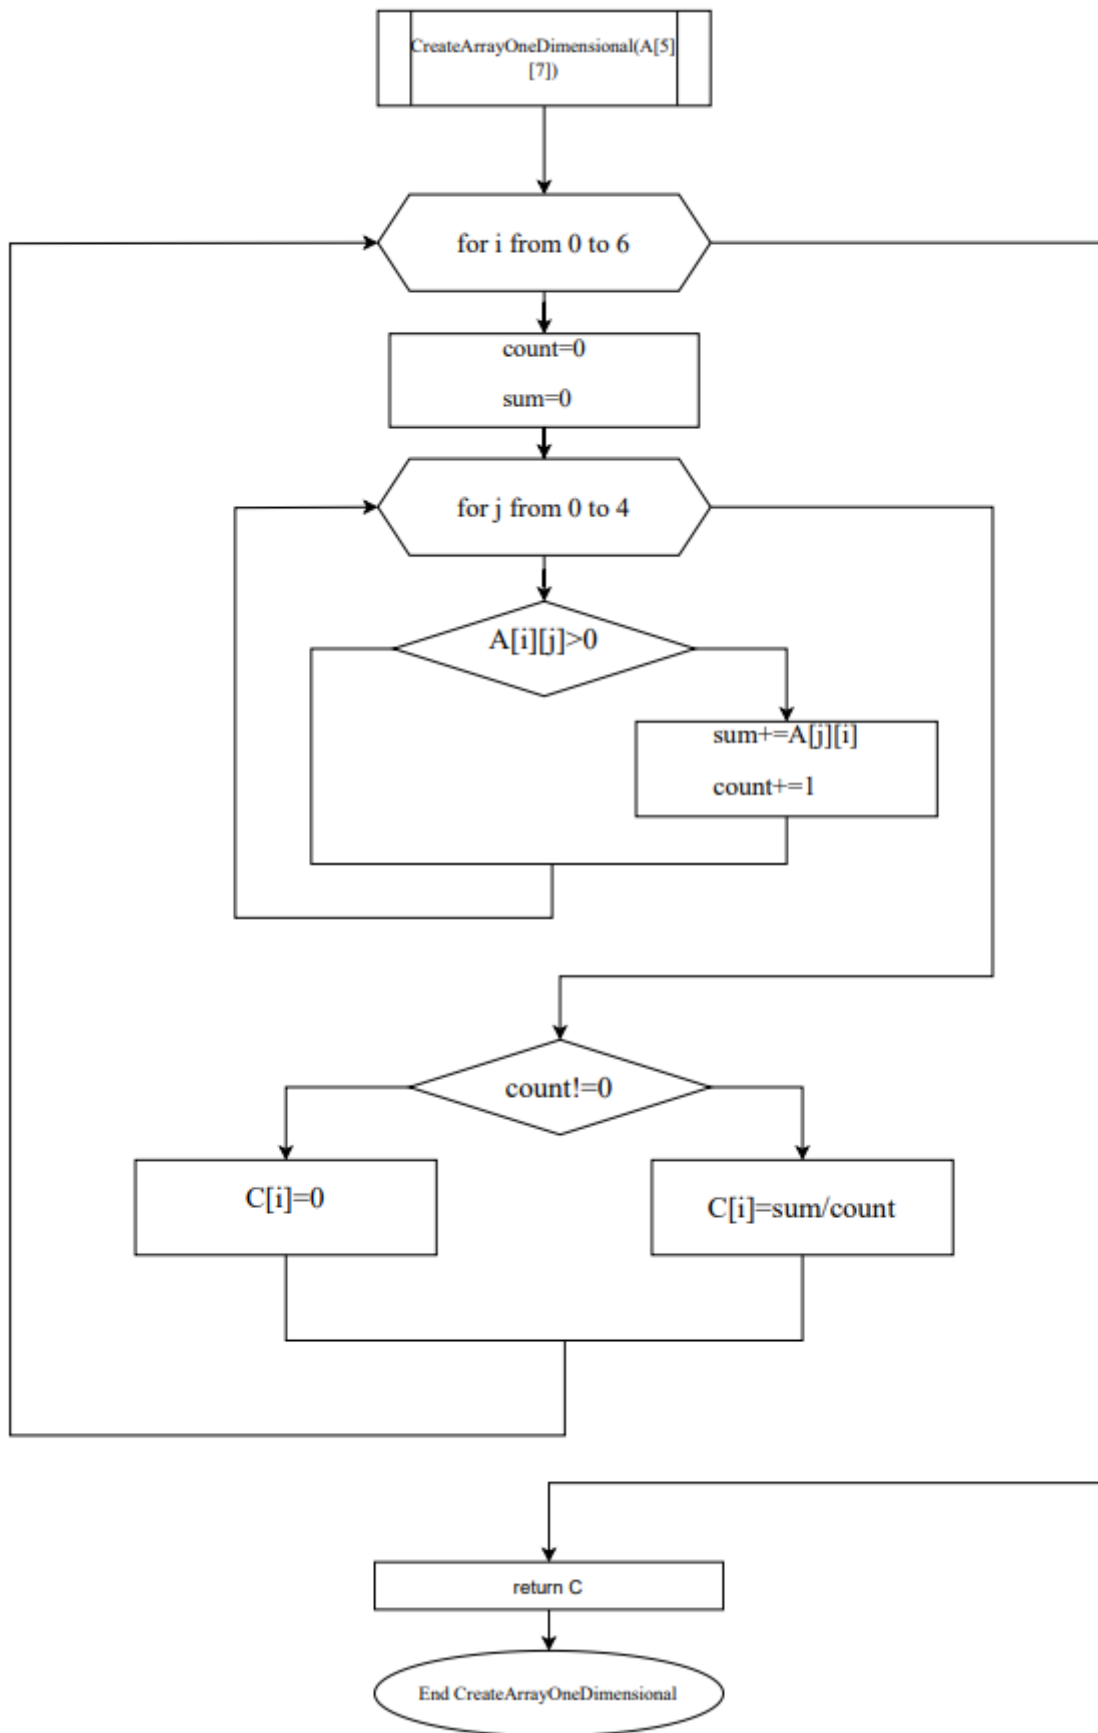 CreateArrayOneDimensional(A[5]
[7])
for i from 0 to 6
count=0
sum=0
for j from 0 to 4
A[i][j]>0
sum+=A[j][i]
count+=1
count!=0
C[i]=0
C[i]=sum/count
return C
End CreateArrayOneDimensional